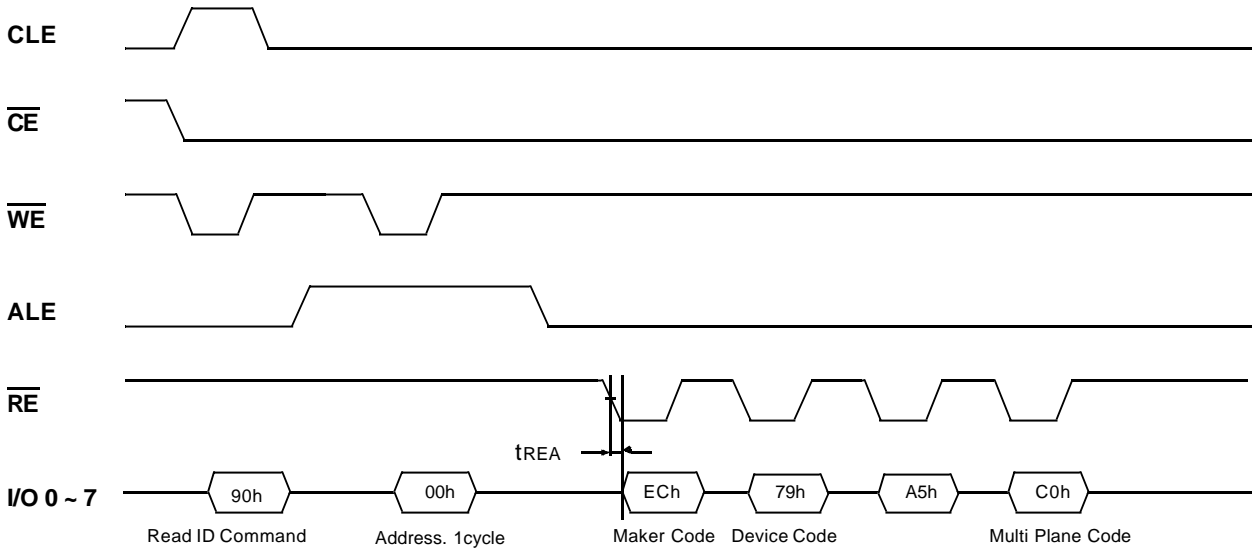 CLE
CE
WE
ALE
RE
tREA
I/O 0 ~ 7
90h
00h
ECh
79h
A5h
C0h
Read ID Command
Address. 1cycle
Maker Code
Device Code
Multi Plane Code